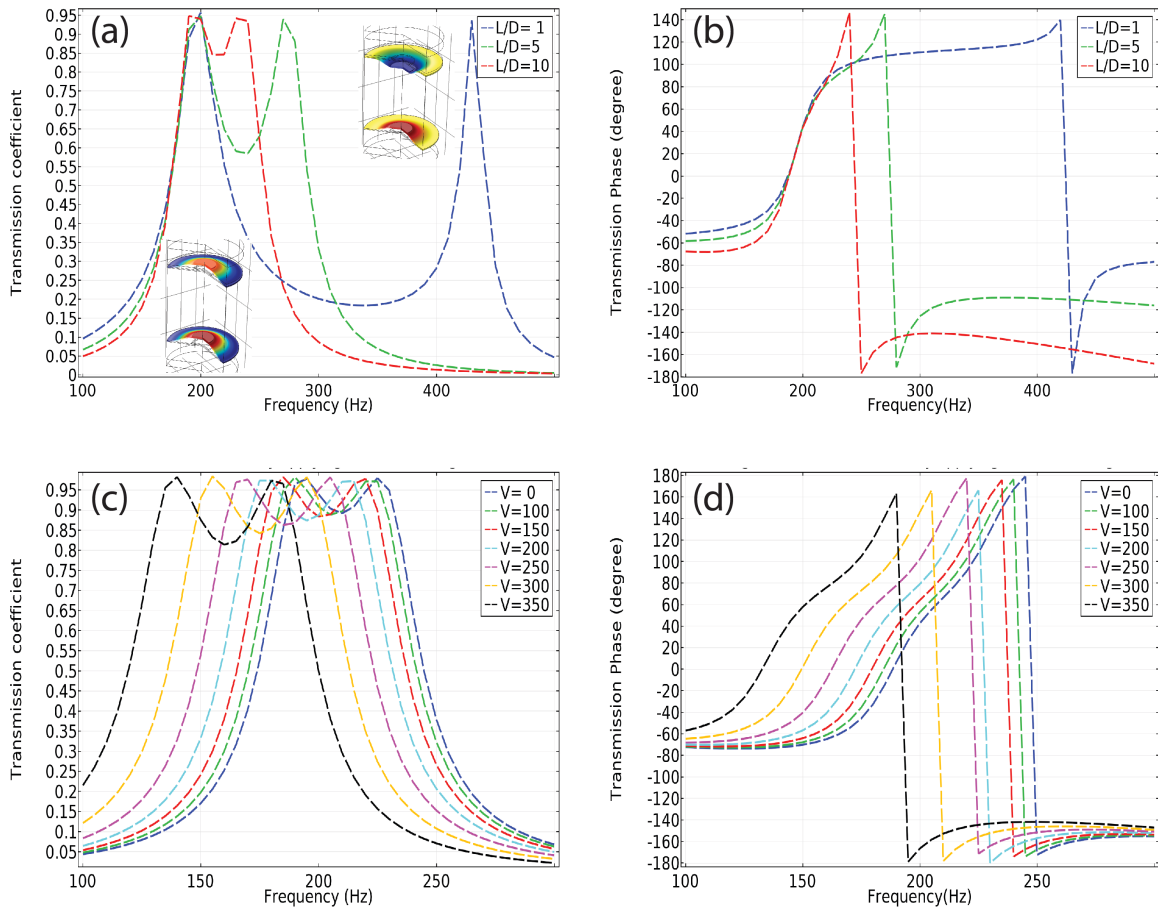 (a)
L/D= 1
L/D=5
L/D=10
Transmission coefficient
0.95
0.9
0.85
0.8
0.75
0.7
0.65
0.6
0.55
0.5
0.45
0.4
0.35
0.3
0.25
0.2
0.15
0.1
0.05
0
100 200 300 400
Frequency (Hz)
(b)
L/D=1
L/D=5
L/D=10
Transmission Phase (degree)
140
120
100
80
60
40
20
0
-20
-40
-60
-80
-100
-120
-140
-160
-180
100 200 300 400
Frequency(Hz)
(c)
V= 0
V=100
V=150
V=200
V=250
V=300
V=350
Transmission coefficient
0.95
0.9
0.85
0.8
0.75
0.7
0.65
0.6
0.55
0.5
0.45
0.4
0.35
0.3
0.25
0.2
0.15
0.1
0.05
100 150 200 250
Frequency (Hz)
(d)
V=0
V=100
V=150
V=200
V=250
V=300
V=350
Transmission Phase (degree)
180
160
140
120
100
80
60
40
20
0
-20
-40
-60
-80
-100
-120
-140
-160
-180
100 150 200 250
Frequency (Hz)